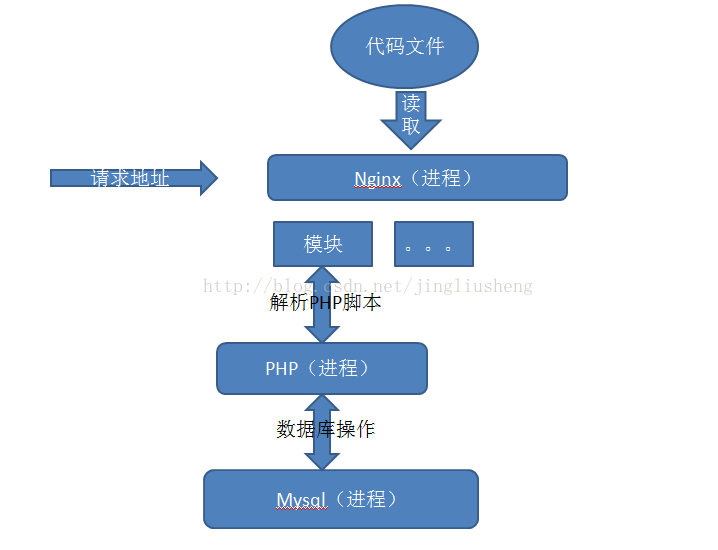 代码文件
读
取
请求地址
Nginx（进程）
模块
。。。
http://blog.csdn.net/jingliusheng
解析PHP脚本
PHP（进程）
数据库操作
Mysql（进程）